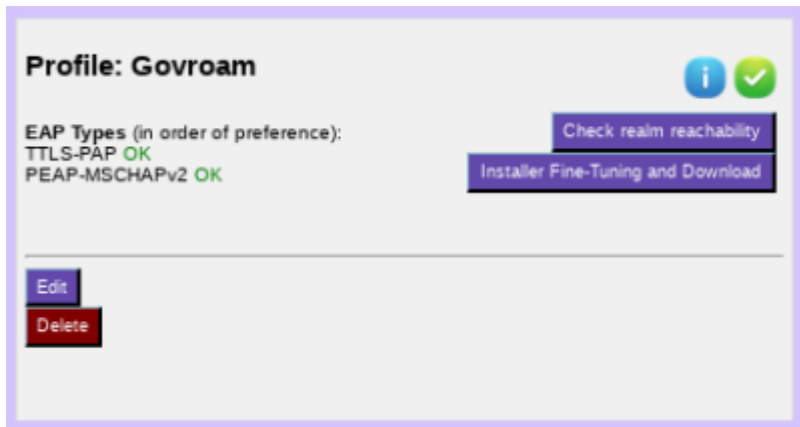 Profile: Govroam
i
EAP Types (in order of preference):
TTLS-PAP OK
PEAP-MSCHAPv2 OK
Check realm reachability
Installer Fine-Tuning and Download
Edit
Delete